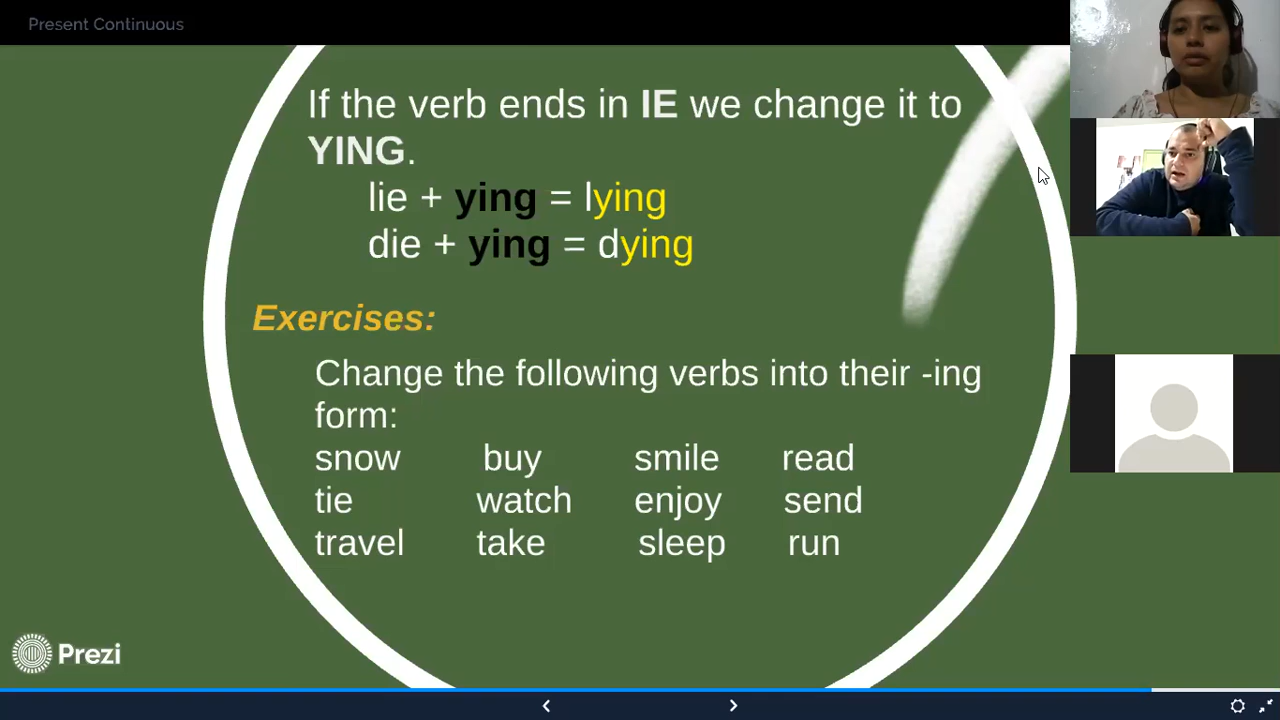 Present Continuous
If the verb ends in IE we change it to
YING.
lie + ying = lying
die + ying = dying
Exercises:
Change the following verbs into their -ing
form:
snow buy smile read
tie watch enjoy send
travel take sleep run
Prezi